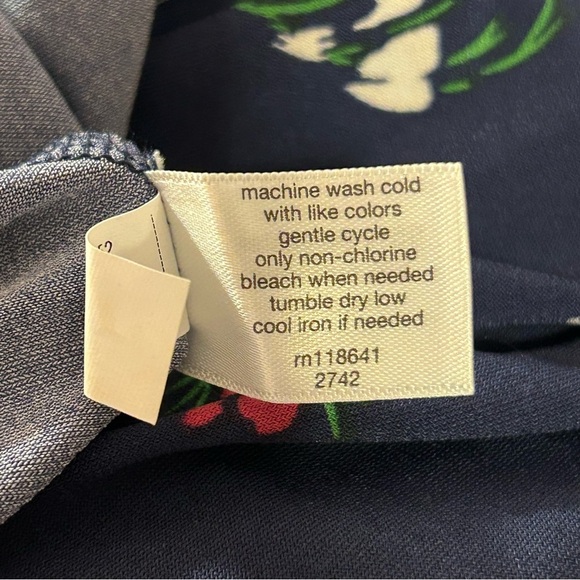 machine wash cold
with like colors
gentle cycle
only non-chlorine
bleach when needed
tumble dry low
cool iron if needed
rn118641
2742